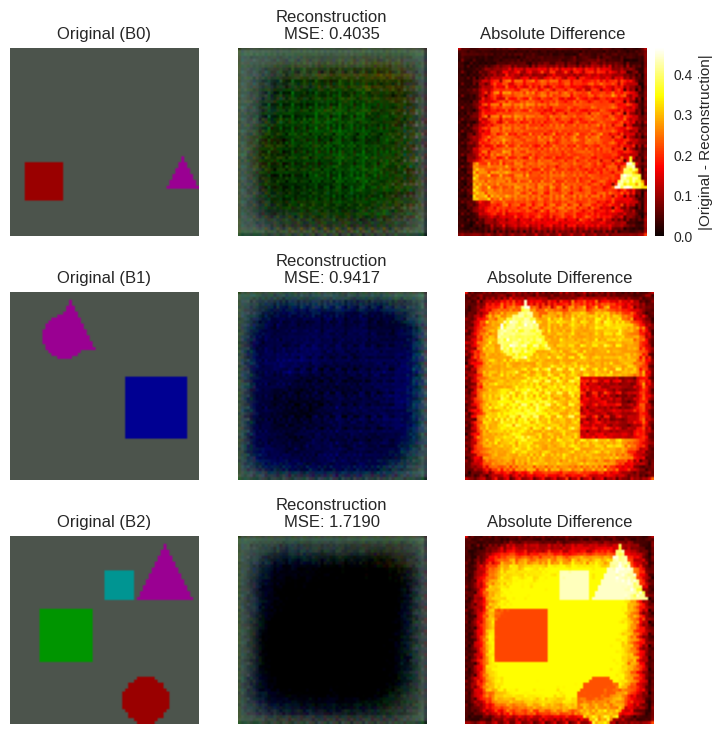 Original (B0)
Reconstruction
MSE: 0.4035
Absolute Difference
0.4
0.3
0.2
0.1
0.0
|Original - Reconstruction|
Original (B1)
Reconstruction
MSE: 0.9417
Absolute Difference
Original (B2)
Reconstruction
MSE: 1.7190
Absolute Difference